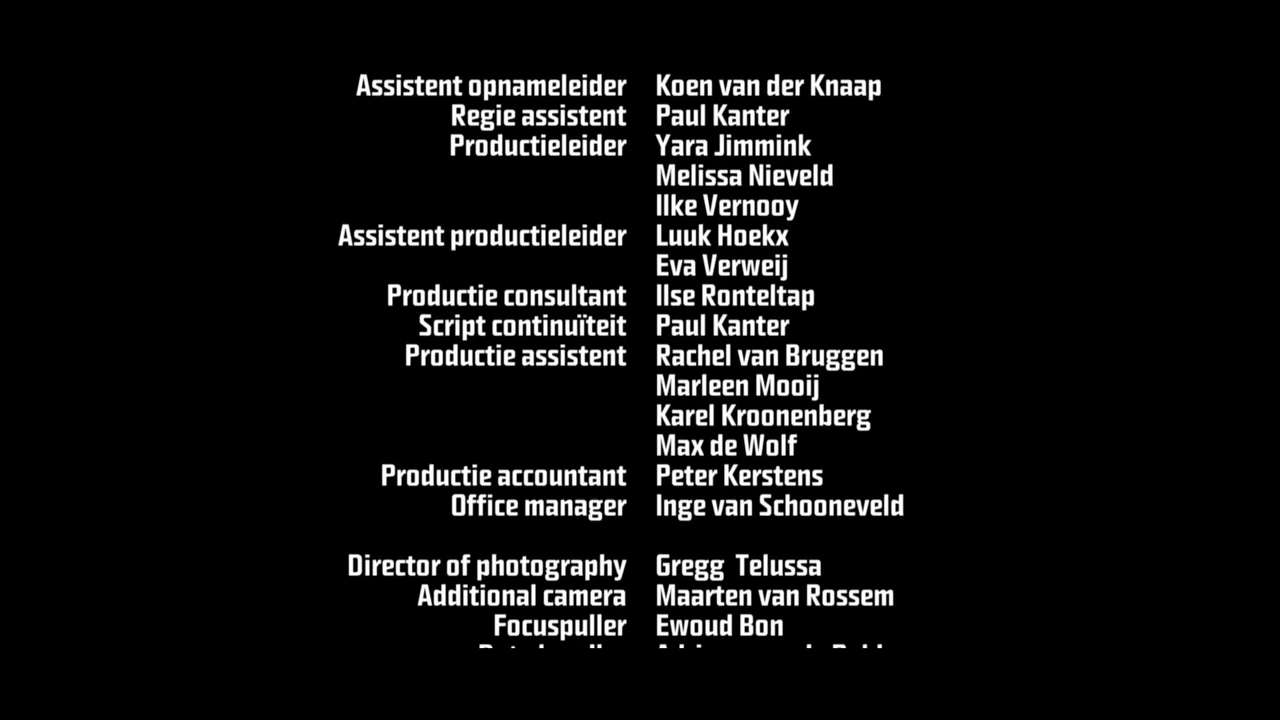 Assistent opnameleider Koen van der Knaap
Regie assistent Paul Kanter
Productieleider Yara Jimmink
Melissa Nieveld
Ilke Vernooy
Assistent productieleider Luuk Hoekx
Eva Verweij
Productie consultant Ilse Ronteltap
Script continuïteit Paul Kanter
Productie assistent Rachel van Bruggen
Marleen Mooij
Karel Kroonenberg
Max de Wolf
Productie accountant Peter Kerstens
Office manager Inge van Schooneveld
Director of photography Gregg Telussa
Additional camera Maarten van Rossem
Focuspuller Ewoud Bon